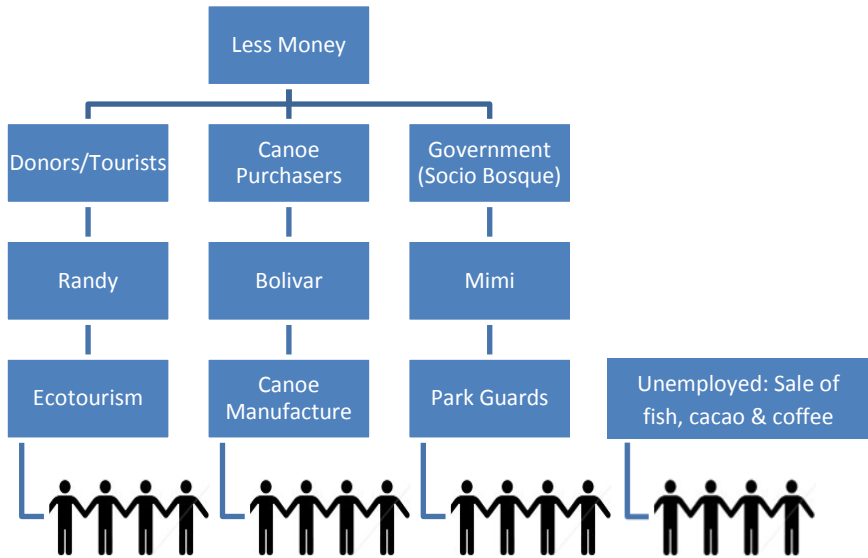 Less Money
Donors/Tourists
Canoe
Purchasers
Government
(Socio Bosque)
Randy
Bolivar
Mimi
Ecotourism
Canoe
Manufacture
Park Guards
Unemployed: Sale of
fish, cacao & coffee